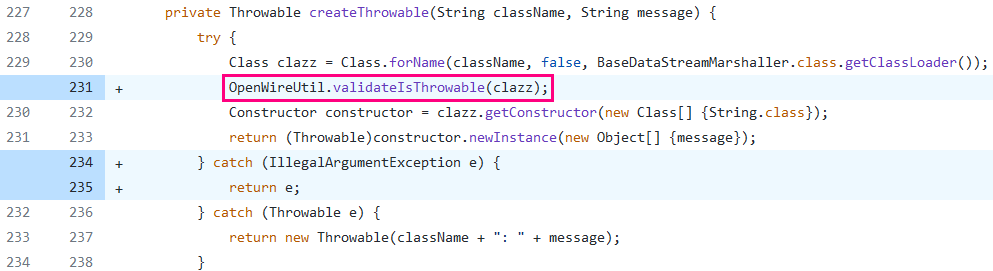 227 228 private Throwable createThrowable(String className, String message) {
228 229 try {
229 230 Class clazz = Class.forName(className, false, BaseDataStreamMarshaller.class.getClassLoader());
231 + OpenWireUtil.validateIsThrowable(clazz);
230 232 Constructor constructor = clazz.getConstructor(new Class[] {String.class});
231 233 return (Throwable)constructor.newInstance(new Object[] {message});
234 + } catch (IllegalArgumentException e) {
235 + return e;
232 236 } catch (Throwable e) {
233 237 return new Throwable(className + ": " + message);
234 238 }